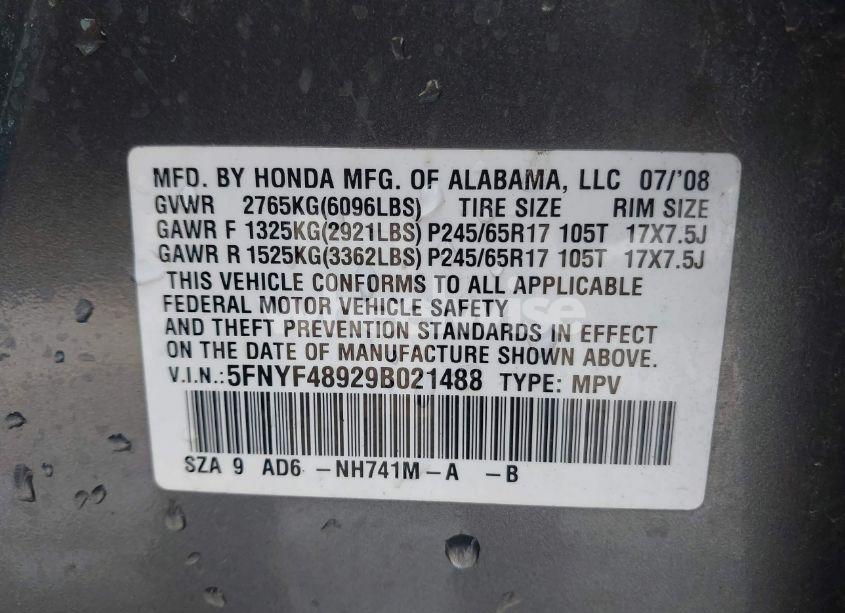 MFD. BY HONDA MFG. OF ALABAMA, LLC 07/'08
GVWR 2765KG(6096LBS) TIRE SIZE RIM SIZE
GAWR F 1325KG(2921LBS) P245/65R17 105T 17X7.5J
GAWR R 1525KG(3362LBS) P245/65R17 105T 17X7.5J
THIS VEHICLE CONFORMS TO ALL APPLICABLE
FEDERAL MOTOR VEHICLE SAFETY
AND THEFT PREVENTION STANDARDS IN EFFECT
ON THE DATE OF MANUFACTURE SHOWN ABOVE.
V.I.N.:5FNYF48929B021488 TYPE: MPV
SZA 9 AD6 -NH741M-A -B